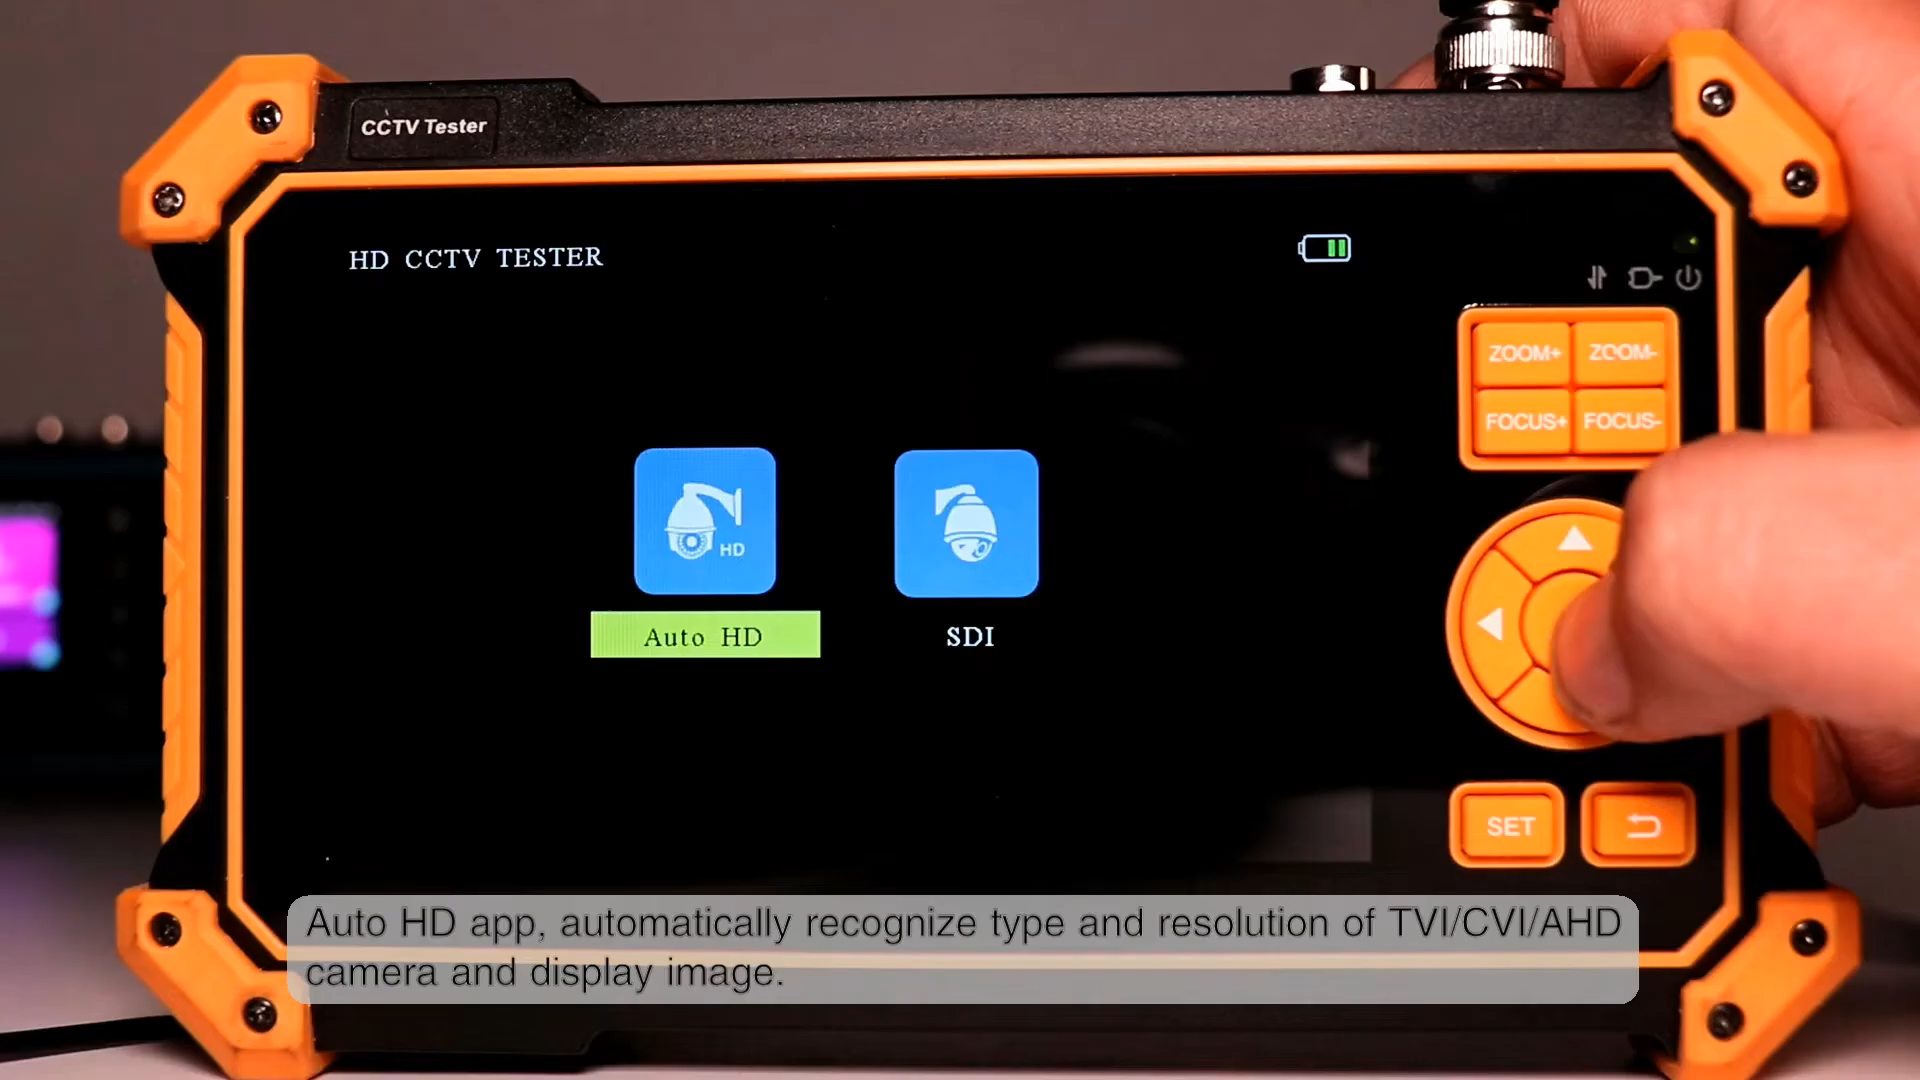 CCTV Tester
HD CCTV TESTER
ZOOM+ ZOOM-
FOCUS+ FOCUS-
HD
Auto HD SDI
SET
Auto HD app, automatically recognize type and resolution of TVI/CVI/AHD
camera and display image.